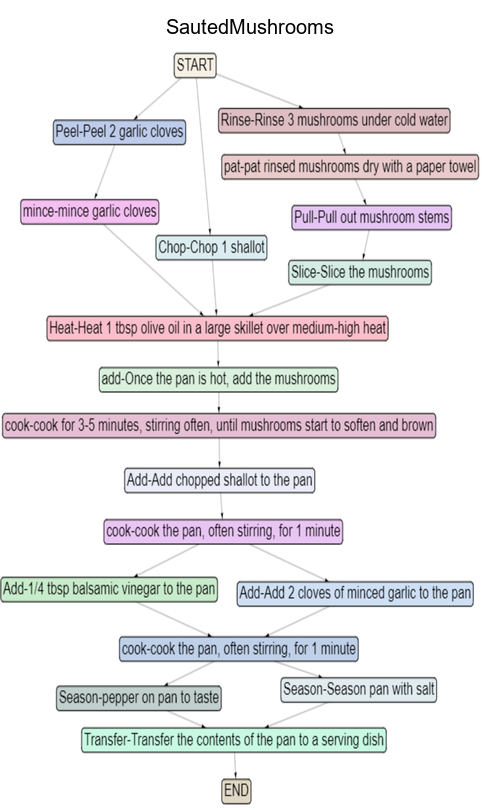 SautedMushrooms
START
Peel-Peel 2 garlic cloves
Rinse-Rinse 3 mushrooms under cold water
pat-pat rinsed mushrooms dry with a paper towel
mince-mince garlic cloves
Pull-Pull out mushroom stems
Chop-Chop 1 shallot
Slice-Slice the mushrooms
Heat-Heat 1 tbsp olive oil in a large skillet over medium-high heat
add-Once the pan is hot, add the mushrooms
cook-cook for 3-5 minutes, stirring often, until mushrooms start to soften and brown
Add-Add chopped shallot to the pan
cook-cook the pan, often stirring, for 1 minute
Add-1/4 tbsp balsamic vinegar to the pan
Add-Add 2 cloves of minced garlic to the pan
cook-cook the pan, often stirring, for 1 minute
Season-pepper on pan to taste
Season-Season pan with salt
Transfer-Transfer the contents of the pan to a serving dish
END